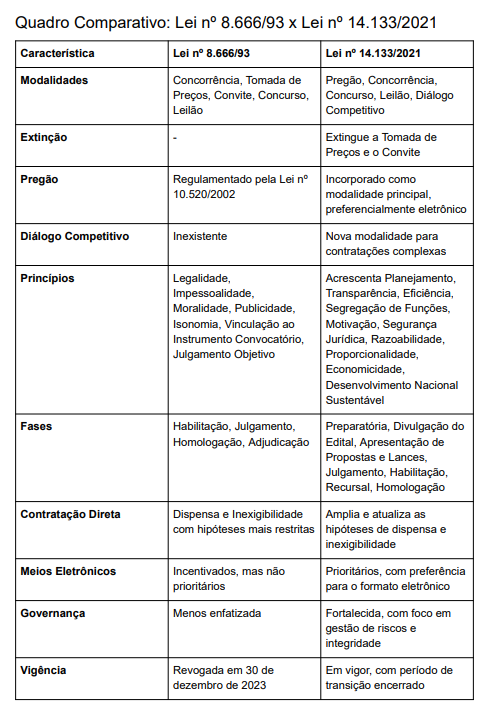 Quadro Comparativo: Lei nº 8.666/93 x Lei nº 14.133/2021
Característica
Lei nº 8.666/93
Lei nº 14.133/2021
Modalidades
Concorrência, Tomada de
Preços, Convite, Concurso,
Leilão
Pregão, Concorrência,
Concurso, Leilão, Diálogo
Competitivo
Extinção
-
Extingue a Tomada de
Preços e o Convite
Pregão
Regulamentado pela Lei nº
10.520/2002
Incorporado como
modalidade principal,
preferencialmente eletrônico
Diálogo Competitivo
Inexistente
Nova modalidade para
contratações complexas
Princípios
Legalidade,
Impessoalidade,
Moralidade, Publicidade,
Isonomia, Vinculação ao
Instrumento Convocatório,
Julgamento Objetivo
Acrescenta Planejamento,
Transparência, Eficiência,
Segregação de Funções,
Motivação, Segurança
Jurídica, Razoabilidade,
Proporcionalidade,
Economicidade,
Desenvolvimento Nacional
Sustentável
Fases
Habilitação, Julgamento,
Homologação, Adjudicação
Preparatória, Divulgação do
Edital, Apresentação de
Propostas e Lances,
Julgamento, Habilitação,
Recursal, Homologação
Contratação Direta
Dispensa e Inexigibilidade
com hipóteses mais restritas
Amplia e atualiza as
hipóteses de dispensa e
inexigibilidade
Meios Eletrônicos
Incentivados, mas não
prioritários
Prioritários, com preferência
para o formato eletrônico
Governança
Menos enfatizada
Fortalecida, com foco em
gestão de riscos e
integridade
Vigência
Revogada em 30 de
dezembro de 2023
Em vigor, com período de
transição encerrado